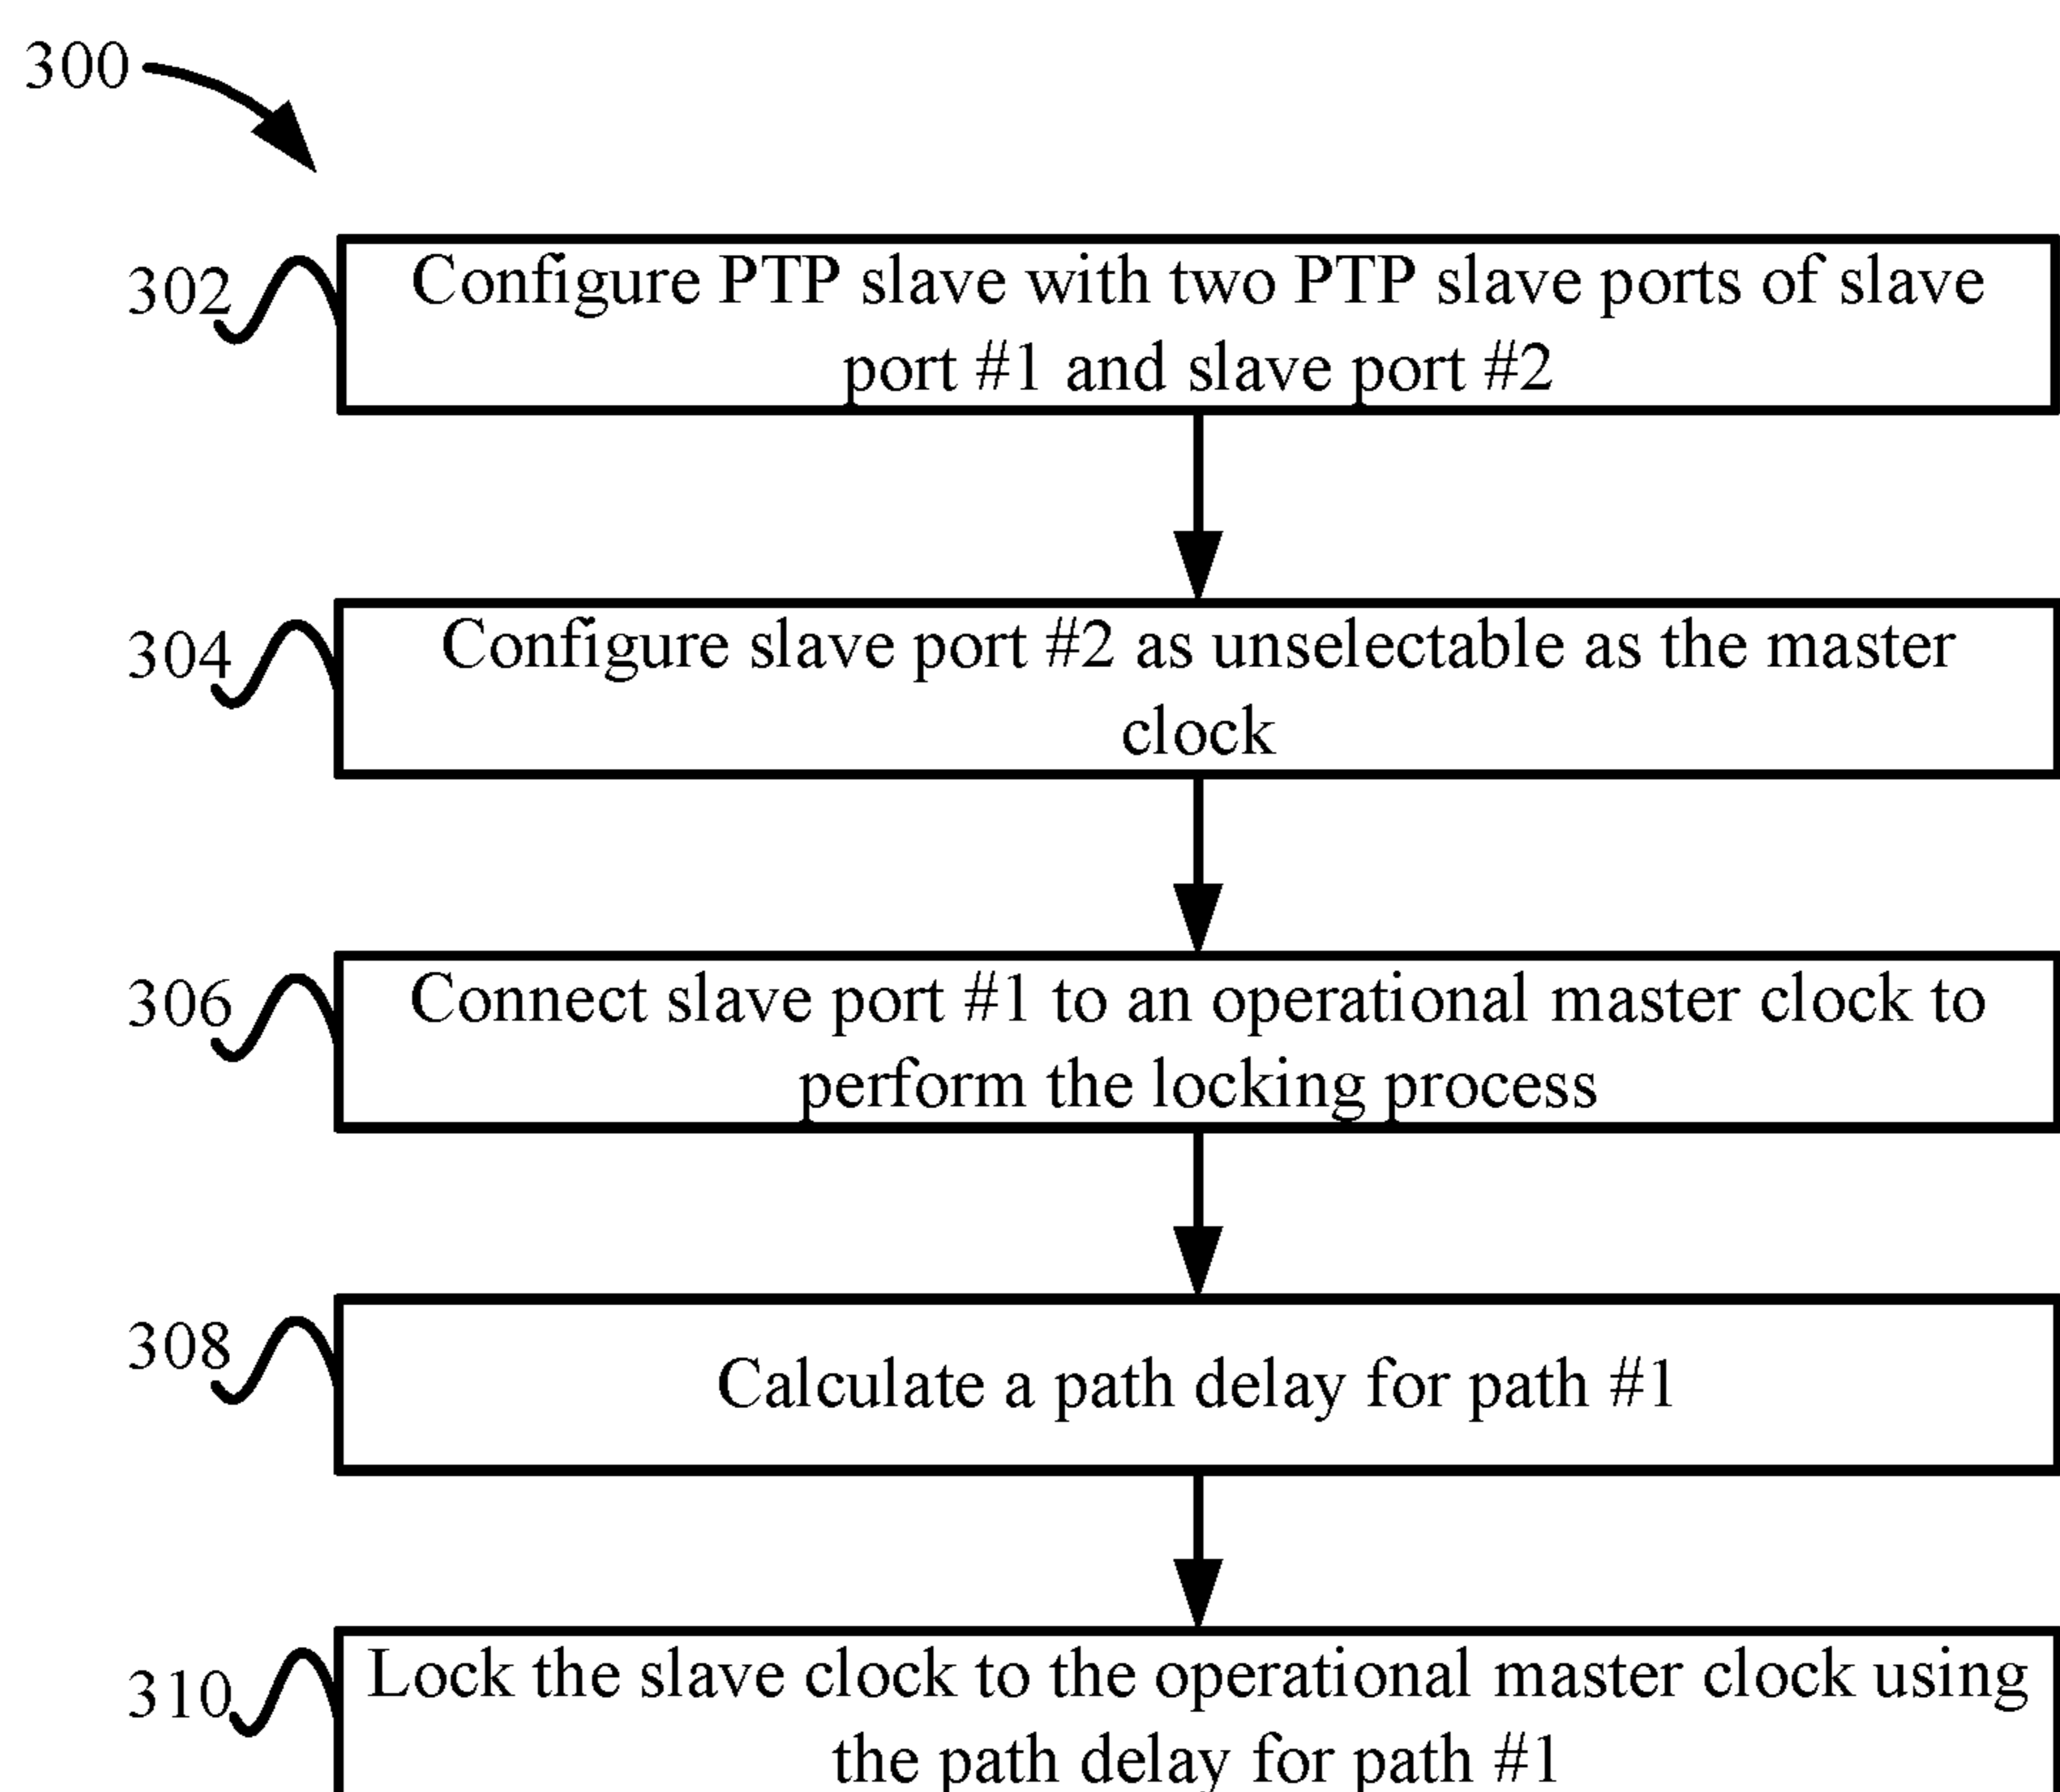 300
302
Configure PTP slave with two PTP slave ports of slave
port #1 and slave port #2
304
Configure slave port #2 as unselectable as the master
clock
306
Connect slave port #1 to an operational master clock to
perform the locking process
308
Calculate a path delay for path #1
310
Lock the slave clock to the operational master clock using
the path delay for path #1